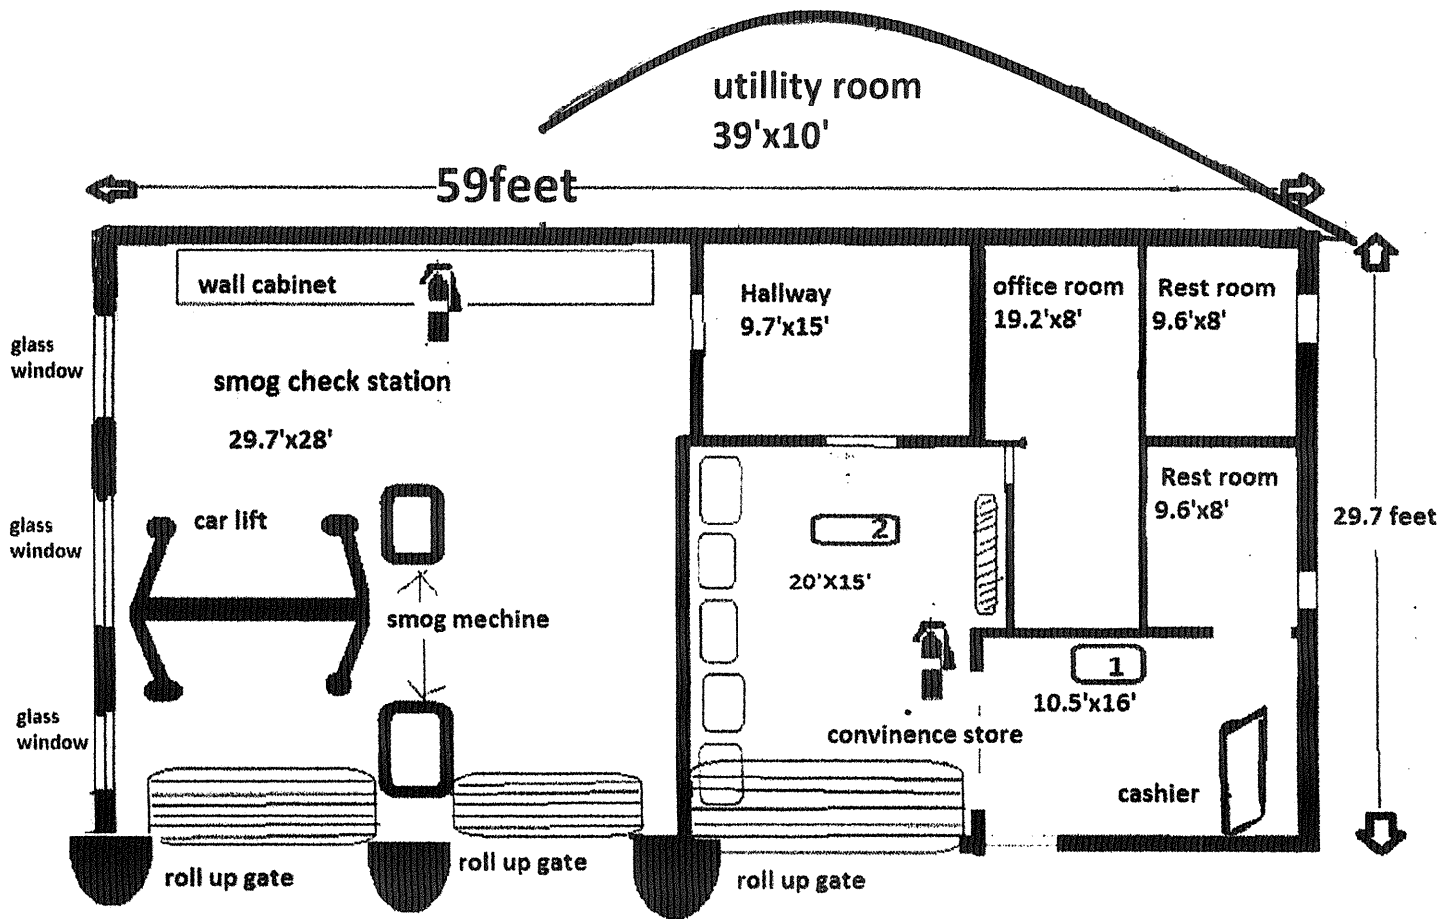 utillity room
39'x10'
59feet
wall cabinet
Hallway
9.7'x15'
office room
19.2'x8'
Rest room
9.6'x8'
glass
window
smog check station
29.7'x28'
Rest room
9.6'x8'
glass
window
car lift
2
29.7 feet
20'X15'
smog mechine
1
10.5'x16'
glass
window
convinence store
cashier
roll up gate
roll up gate
roll up gate